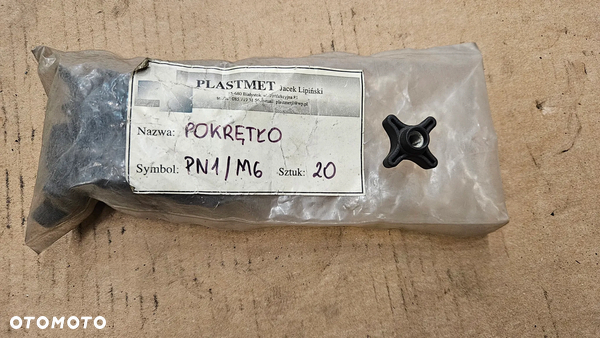 PLASTMET Jacek Lipiński
Nazwa: POKRĘTŁO
Symbol: PN1/M6 Sztuk: 20
OTOMOTO